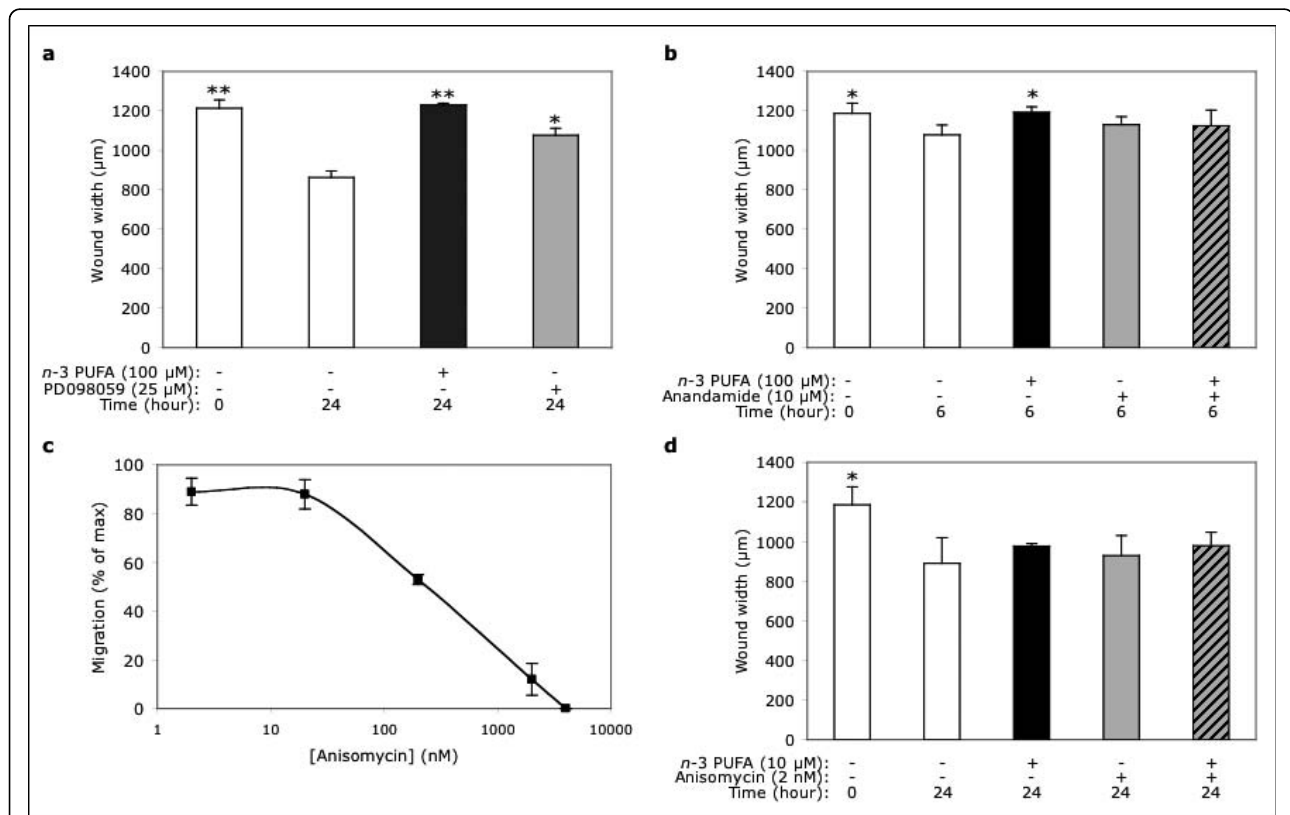 a
1400
1200
1000
800
600
400
200
0
Wound width (µm)
** ** *
n-3 PUFA (100 µM): - - + -
PD098059 (25 µM): - - - +
Time (hour): 0 24 24 24
b
1400
1200
1000
800
600
400
200
0
Wound width (µm)
* *
n-3 PUFA (100 µM): - - + - +
Anandamide (10 µM): - - - + +
Time (hour): 0 6 6 6 6
c
100
80
60
40
20
0
Migration (% of max)
1 10 100 1000 10000
[Anisomycin] (nM)
d
1400
1200
1000
800
600
400
200
0
Wound width (µm)
*
n-3 PUFA (10 µM): - - + - +
Anisomycin (2 nM): - - - + +
Time (hour): 0 24 24 24 24